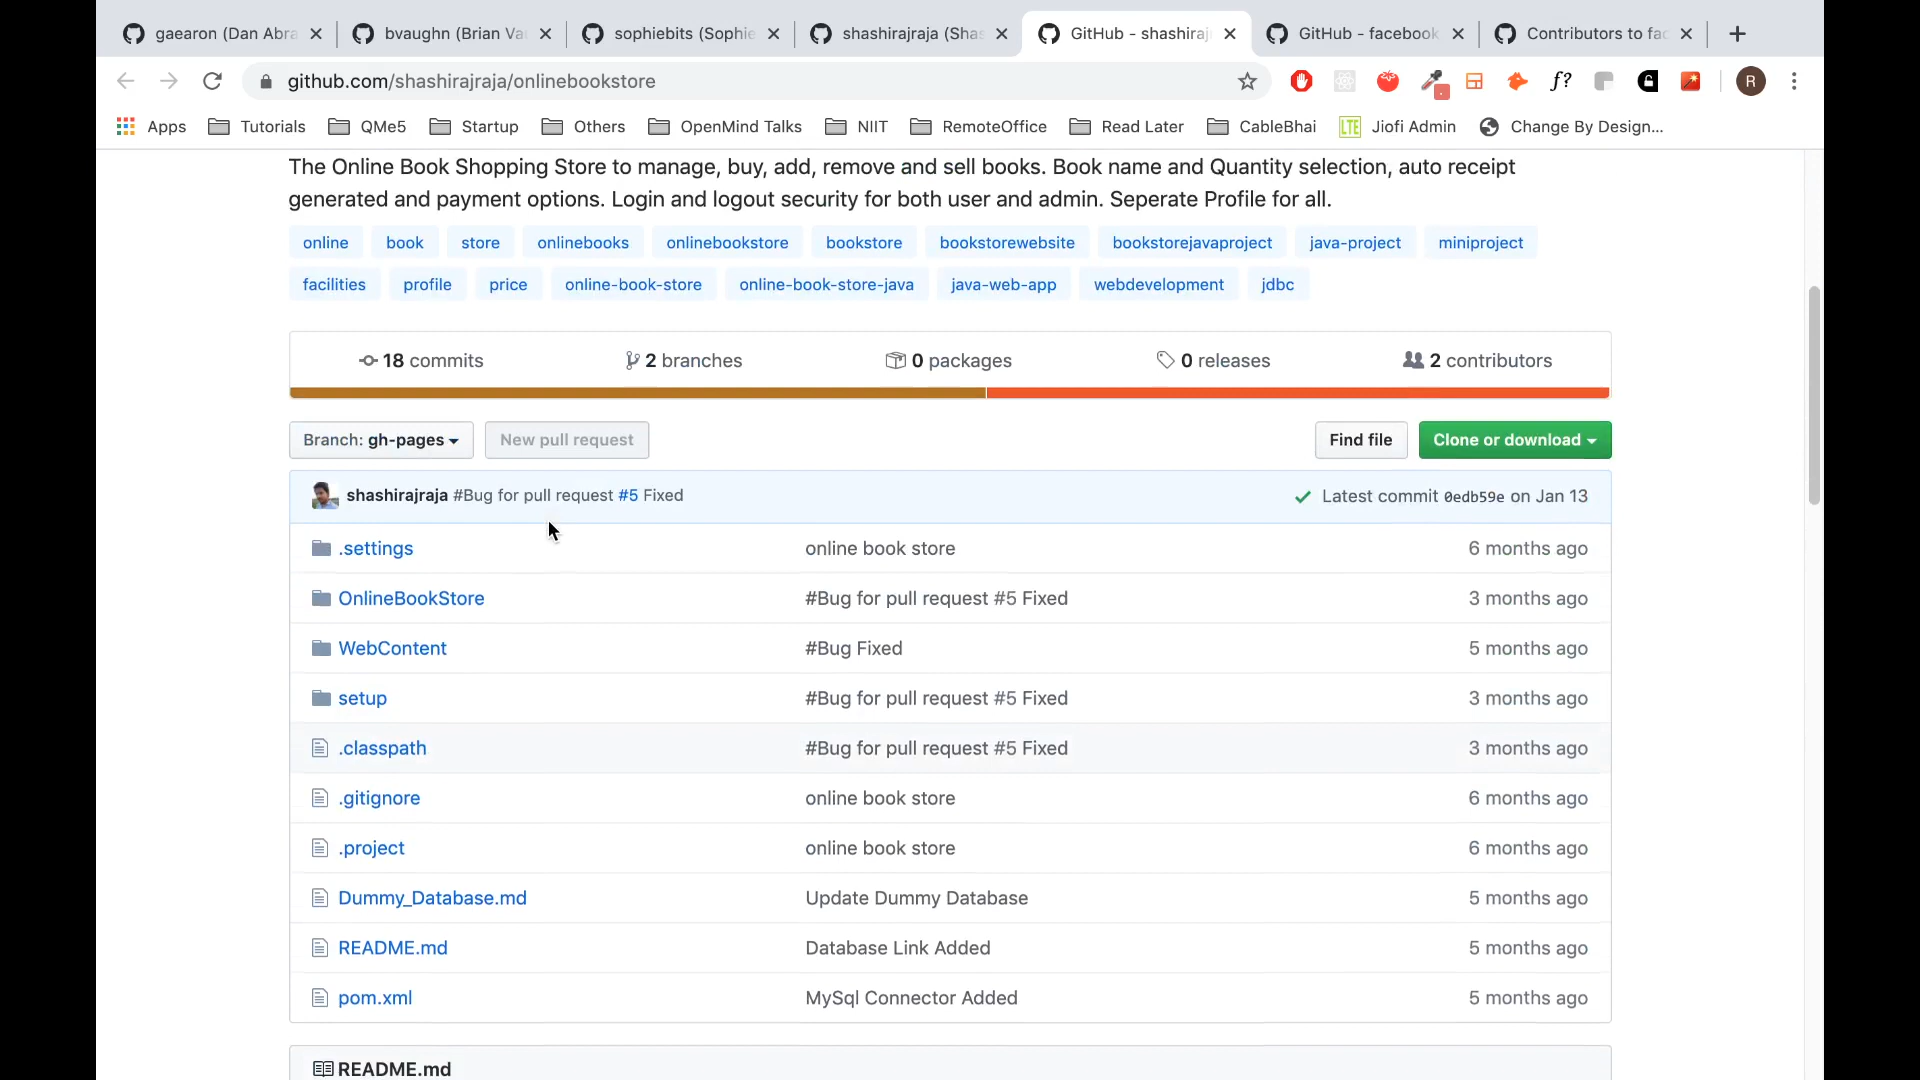 gaearon (Dan Abra
bvaughn (Brian Va
sophiebits (Sophie
shashirajraja (Shas
GitHub - shashiraj
GitHub - facebook
Contributors to fac
github.com/shashirajraja/onlinebookstore
f?
R
Apps
Tutorials
QMe5
Startup
Others
OpenMind Talks
NIIT
RemoteOffice
Read Later
CableBhai
LTE
Jiofi Admin
Change By Design...
The Online Book Shopping Store to manage, buy, add, remove and sell books. Book name and Quantity selection, auto receipt
generated and payment options. Login and logout security for both user and admin. Seperate Profile for all.
online book store onlinebooks onlinebookstore bookstore bookstorewebsite bookstorejavaproject java-project miniproject
facilities profile price online-book-store online-book-store-java java-web-app webdevelopment jdbc
18 commits 2 branches 0 packages 0 releases 2 contributors
Branch: gh-pages New pull request Find file Clone or download
shashirajraja #Bug for pull request #5 Fixed Latest commit 0edb59e on Jan 13
.settings online book store 6 months ago
OnlineBookStore #Bug for pull request #5 Fixed 3 months ago
WebContent #Bug Fixed 5 months ago
setup #Bug for pull request #5 Fixed 3 months ago
.classpath #Bug for pull request #5 Fixed 3 months ago
.gitignore online book store 6 months ago
.project online book store 6 months ago
Dummy_Database.md Update Dummy Database 5 months ago
README.md Database Link Added 5 months ago
pom.xml MySql Connector Added 5 months ago
README.md